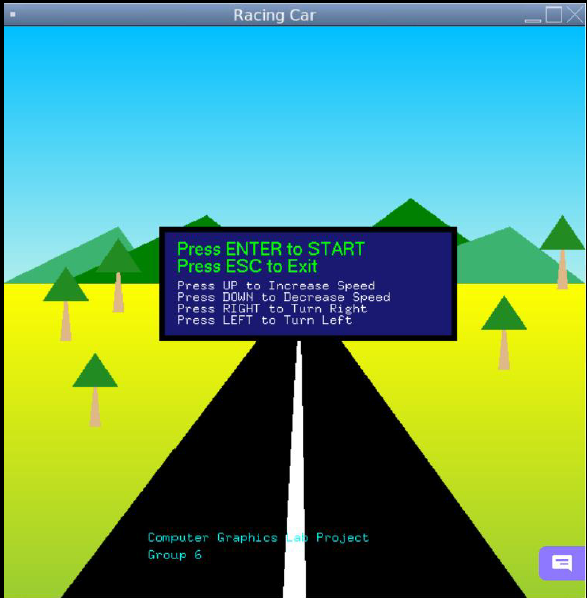 Racing Car
Press ENTER to START
Press ESC to Exit
Press UP to Increase Speed
Press DOWN to Decrease Speed
Press RIGHT to Turn Right
Press LEFT to Turn Left
Computer Graphics Lab Project
Group 6